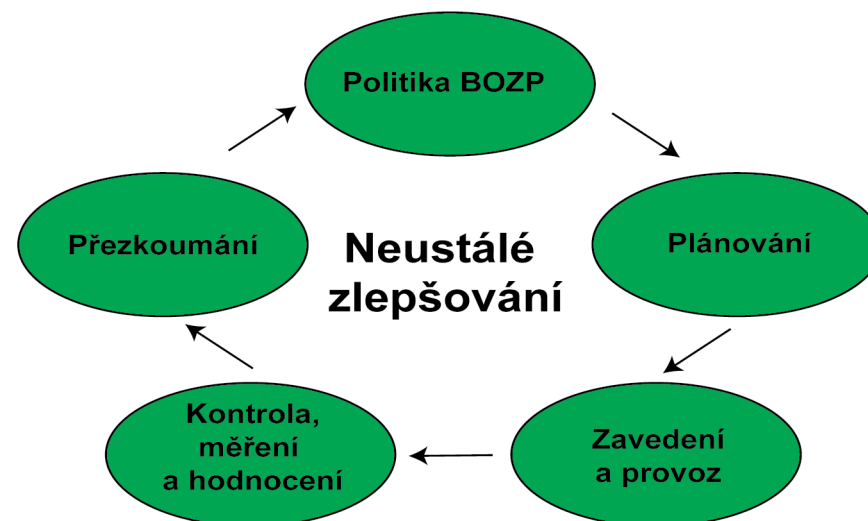 Politika BOZP
Plánování
Zavedení
a provoz
Kontrola,
měření
a hodnocení
Přezkoumání
Neustálé
zlepšování